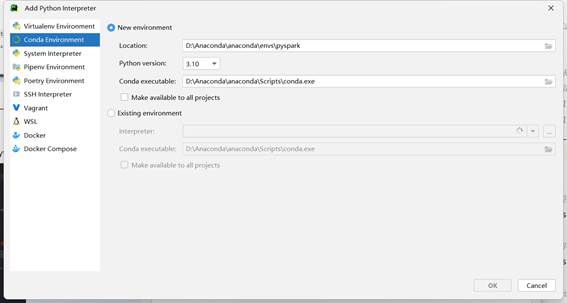 Add Python Interpreter
Virtualenv Environment
Conda Environment
System Interpreter
Pipenv Environment
Poetry Environment
SSH Interpreter
Vagrant
WSL
Docker
Docker Compose
New environment
Location: D:\Anaconda\anaconda\envs\pyspark
Python version: 3.10
Conda executable: D:\Anaconda\anaconda\Scripts\conda.exe
Make available to all projects
Existing environment
Interpreter: ...
Conda executable: D:\Anaconda\anaconda\Scripts\conda.exe
Make available to all projects
OK Cancel